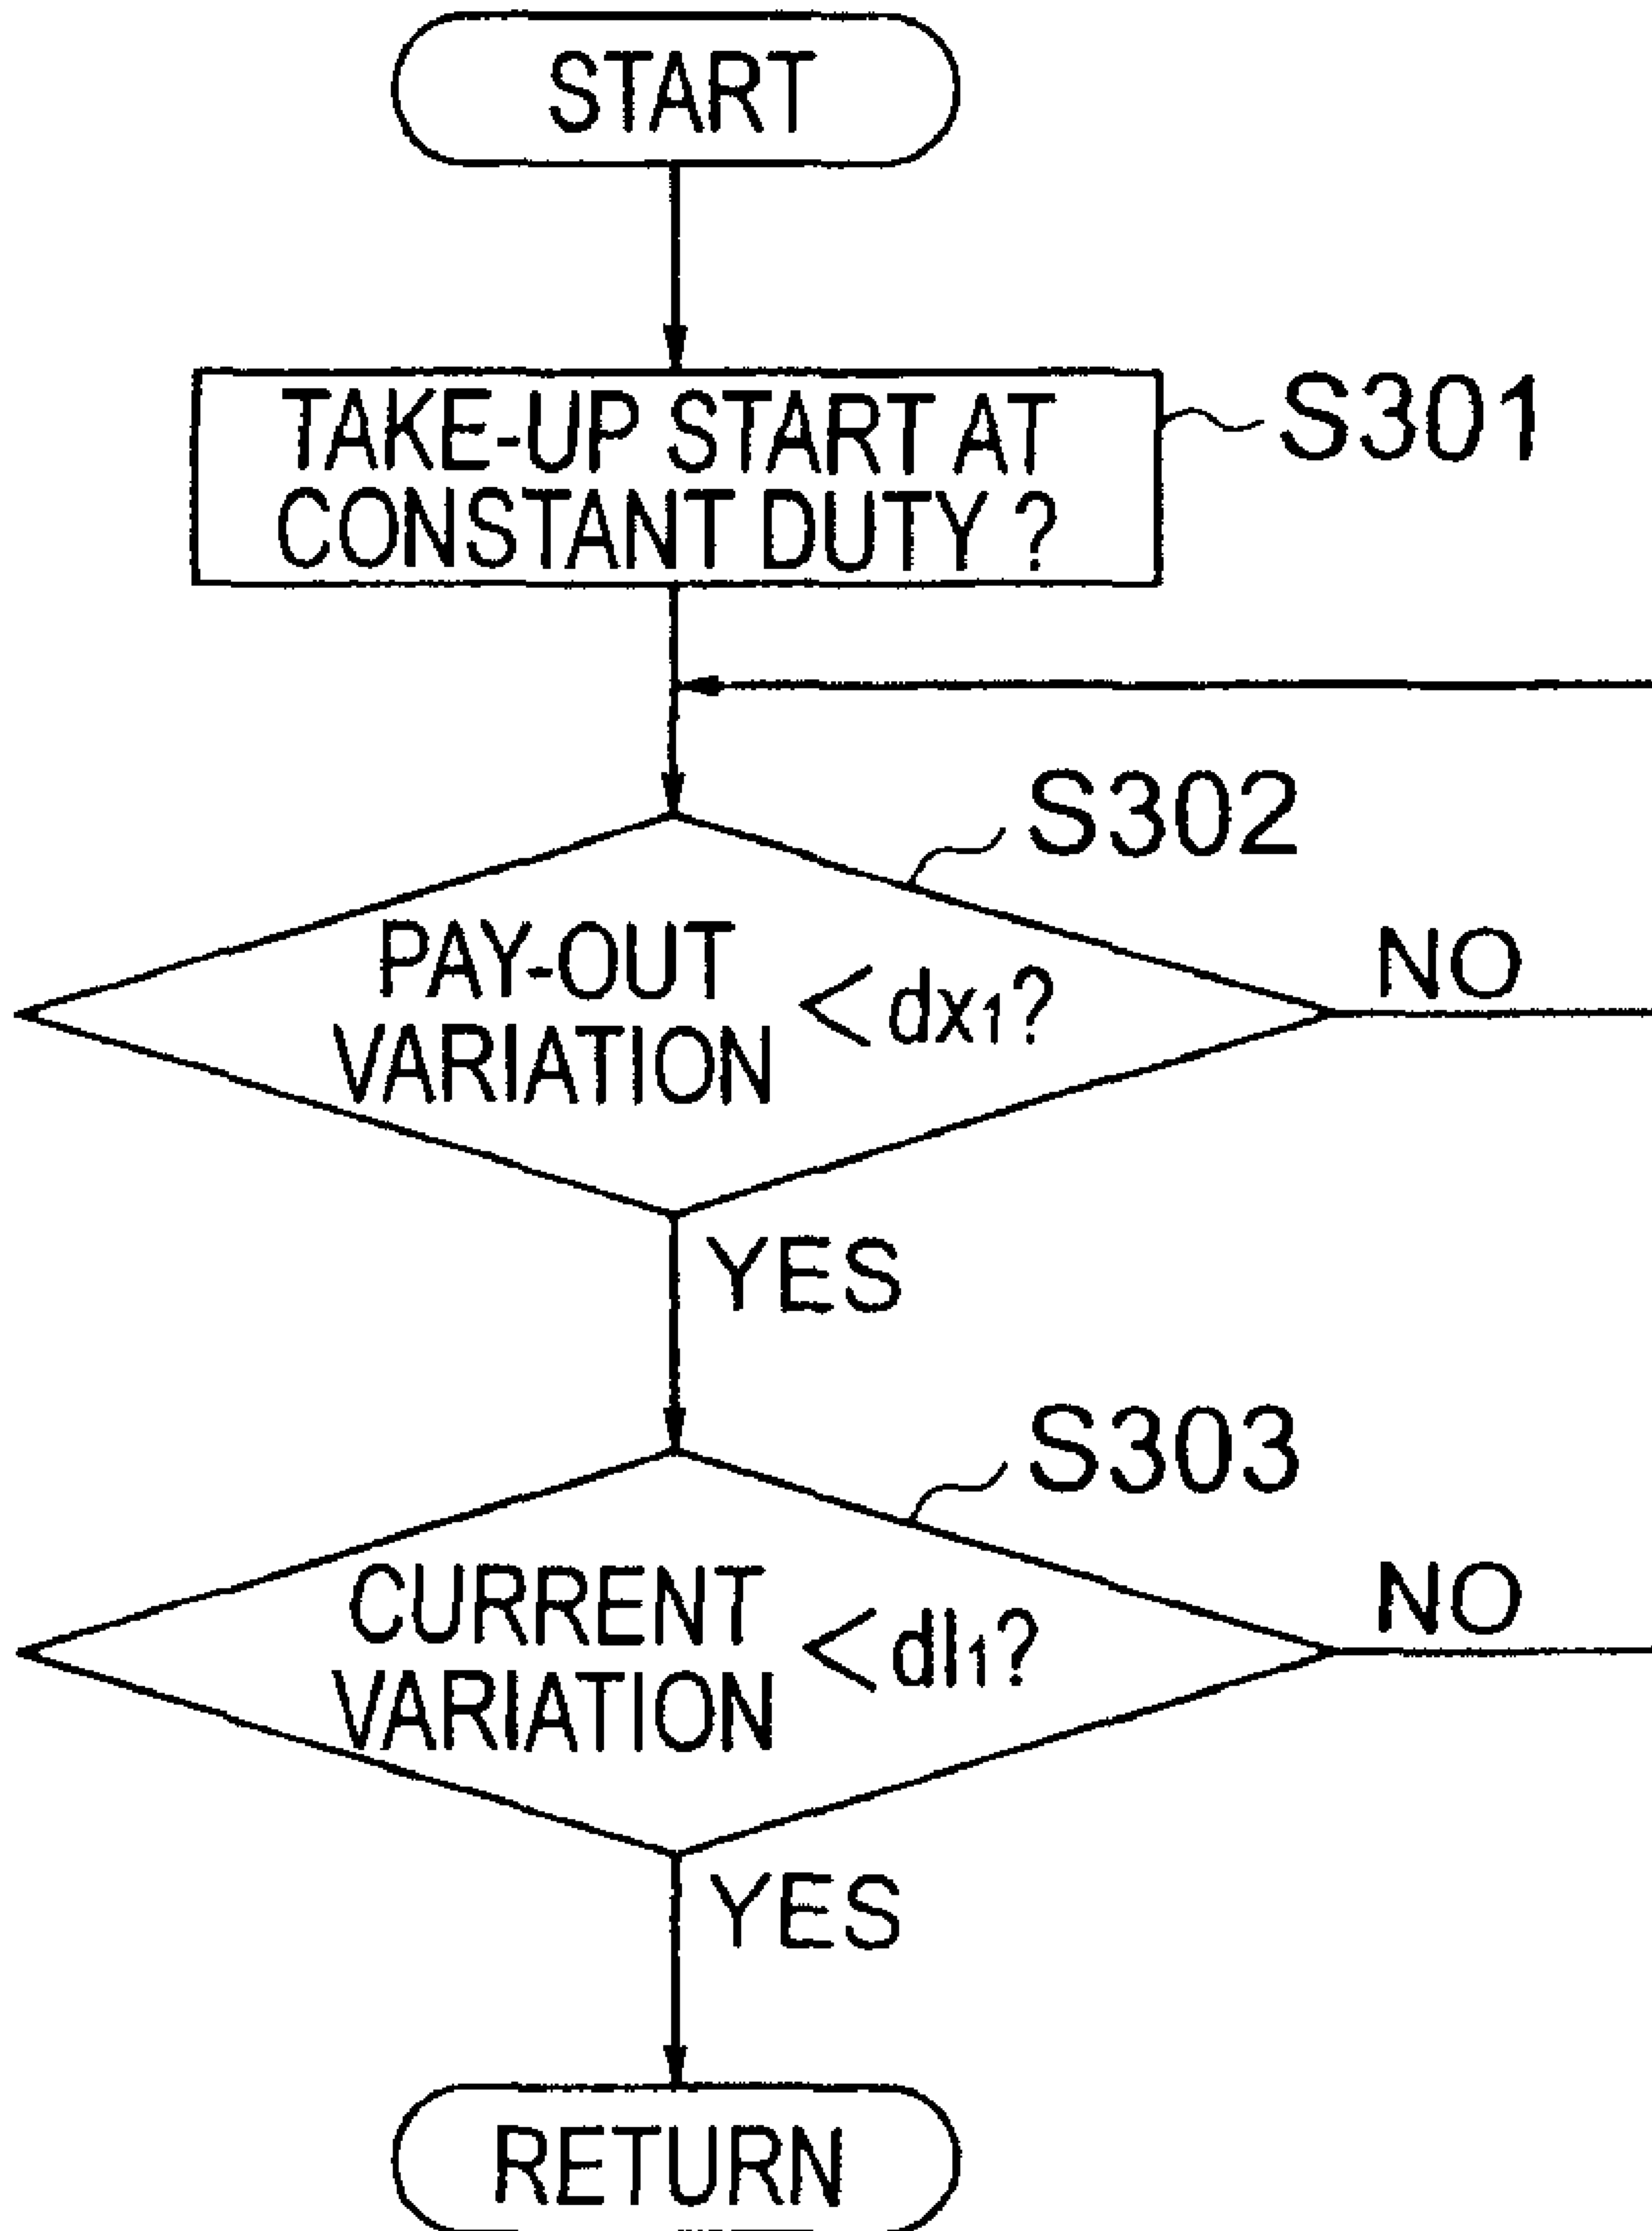 START
TAKE-UP START AT
CONSTANT DUTY ?
S301
S302
PAY-OUT
VARIATION
< dx₁?
NO
YES
S303
CURRENT
VARIATION
< dI₁?
NO
YES
RETURN